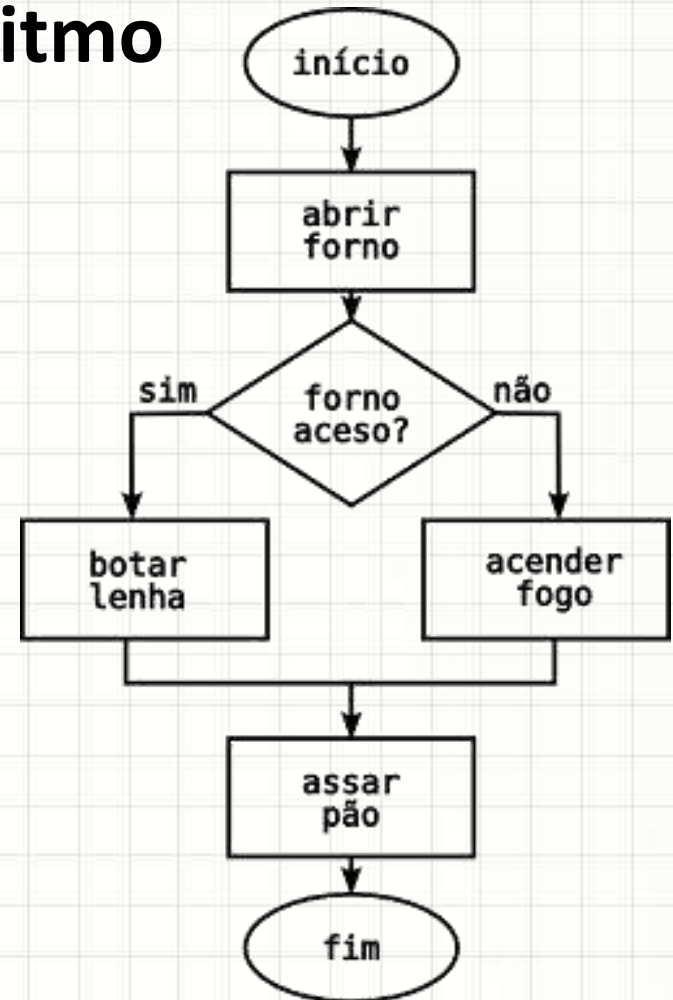 itmo
início
abrir
forno
sim
forno
aceso?
não
botar
lenha
acender
fogo
assar
pão
fim